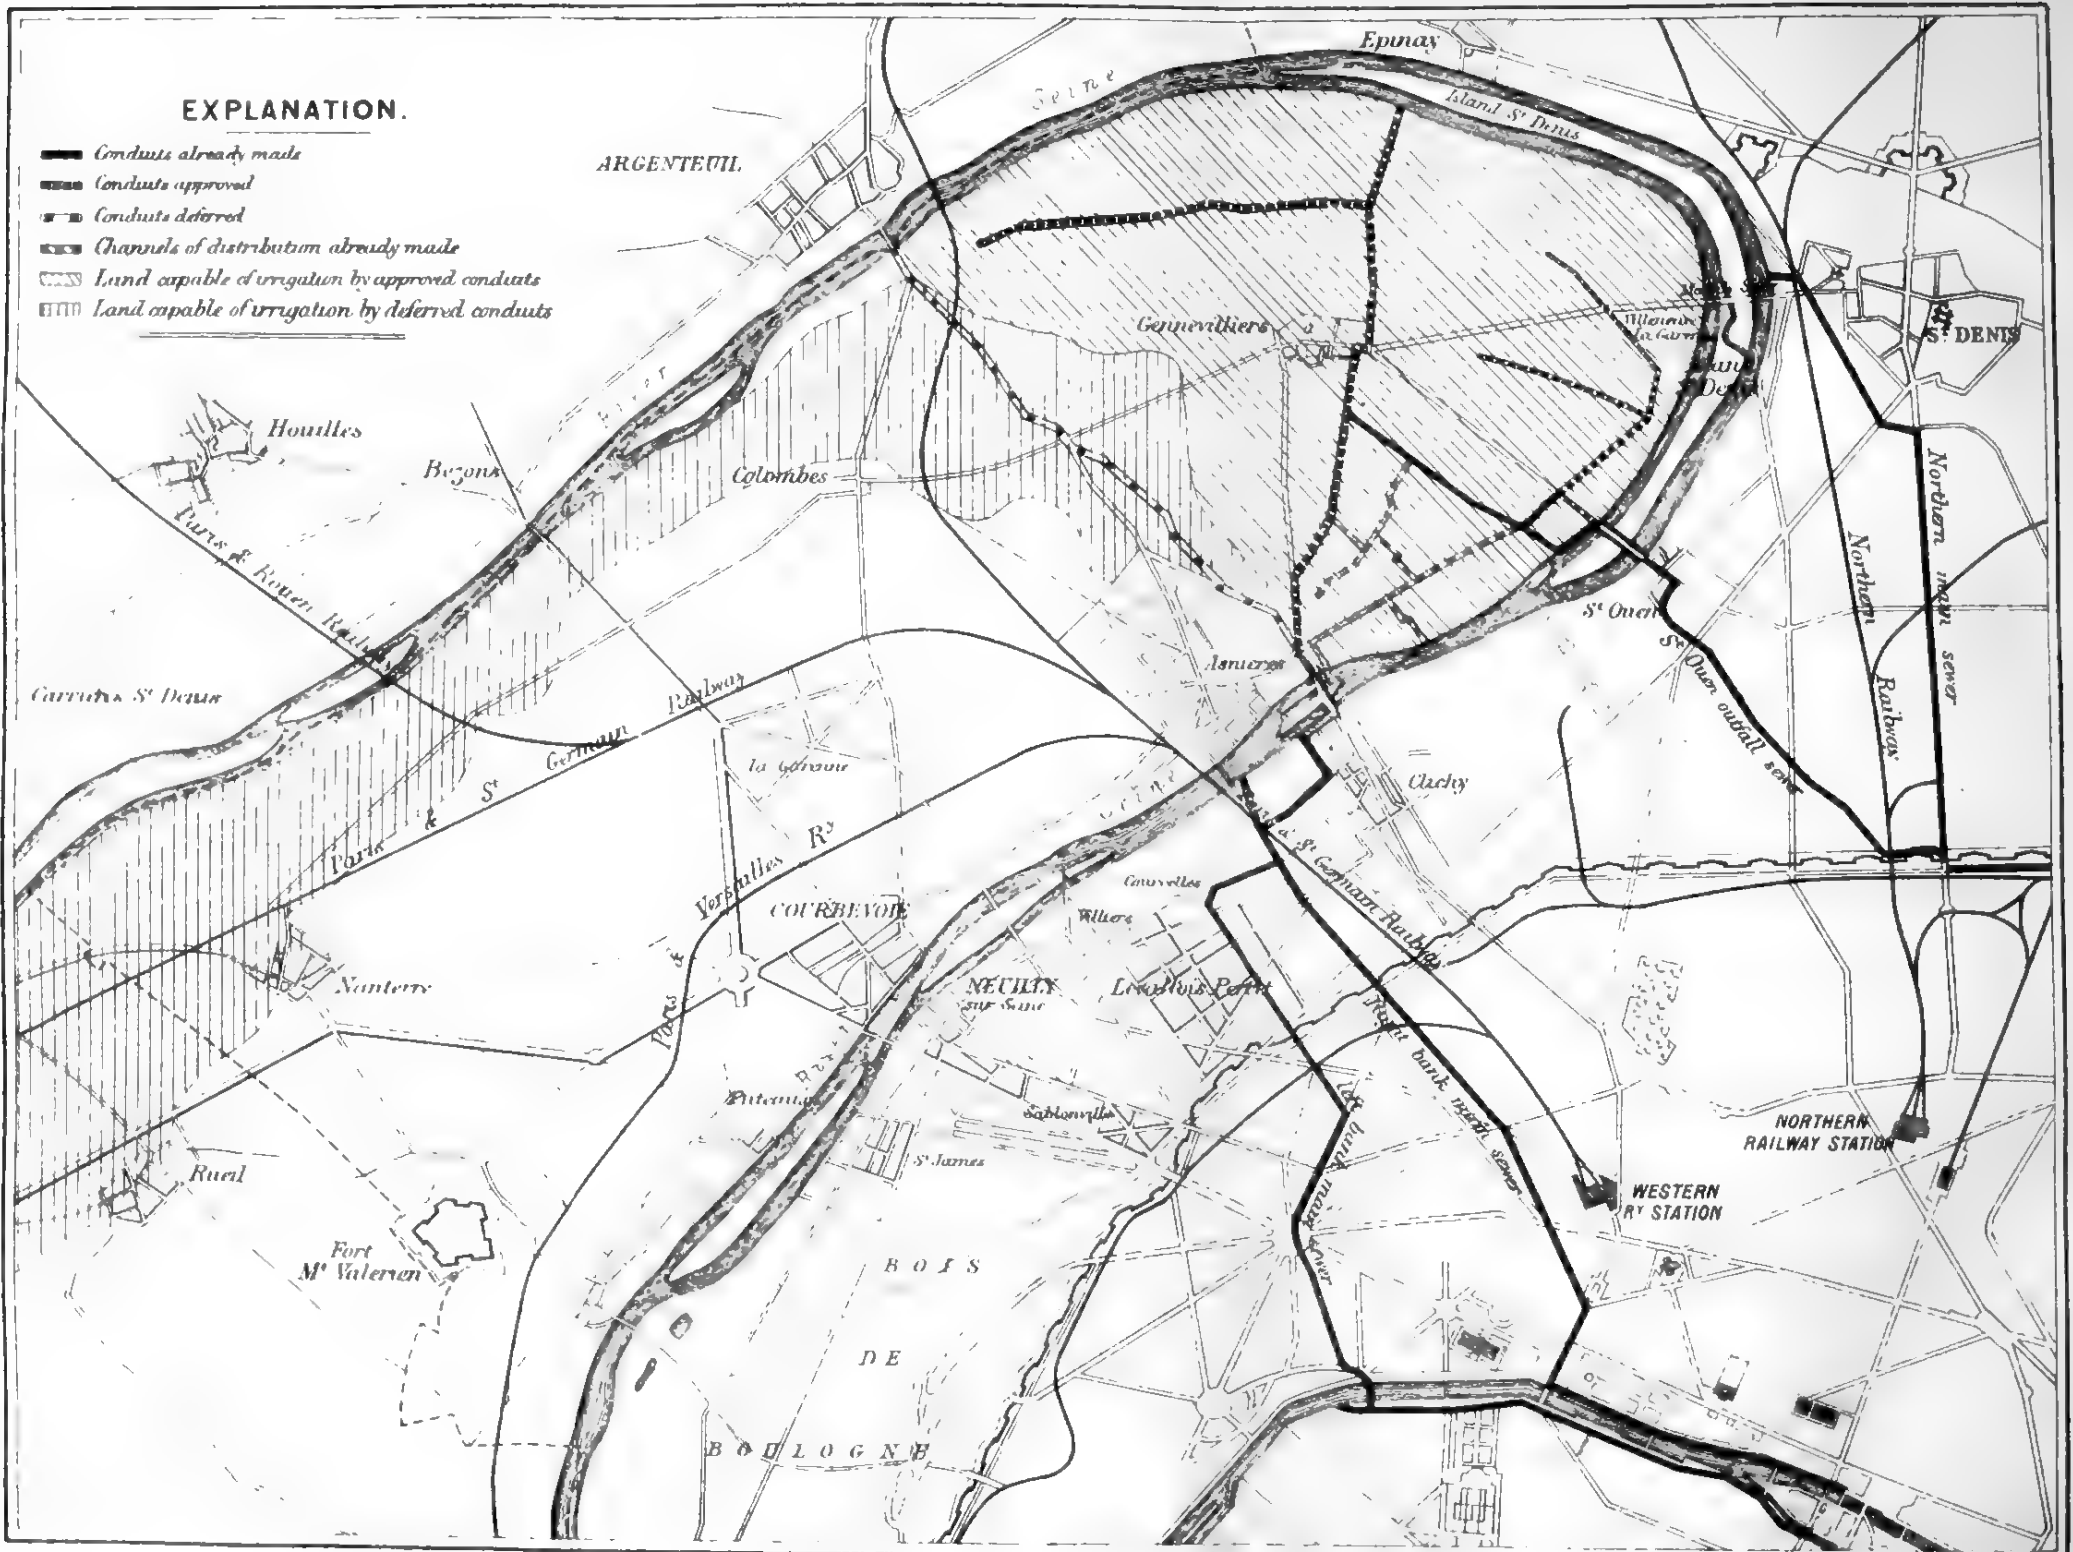 EXPLANATION.
Conduits already made
Conduits approved
Conduits deferred
Channels of distribution already made
Land capable of irrigation by approved conduits
Land capable of irrigation by deferred conduits
Epinay
Seine
Island St Denis
ARGENTEUIL
Gennevilliers
St DENIS
Houilles
Bezons
Colombes
Paris & Rouen Railway
Northern main sewer
Northern Railway
St Ouen
St Ouen outfall sewer
Asnieres
Carrières St Denis
Paris & St Germain Railway
la Garenne
Clichy
Seine
Paris & Versailles Ry
St Germain Railway
COURBEVOIE
Courcelles
Villiers
Nanterre
NEUILLY
sur Seine
Levallois Perret
Right bank main sewer
left bank main sewer
Puteaux
Sablonville
St James
NORTHERN
RAILWAY STATION
Rueil
WESTERN
RY STATION
Fort
Mt Valerien
BOIS
DE
BOULOGNE